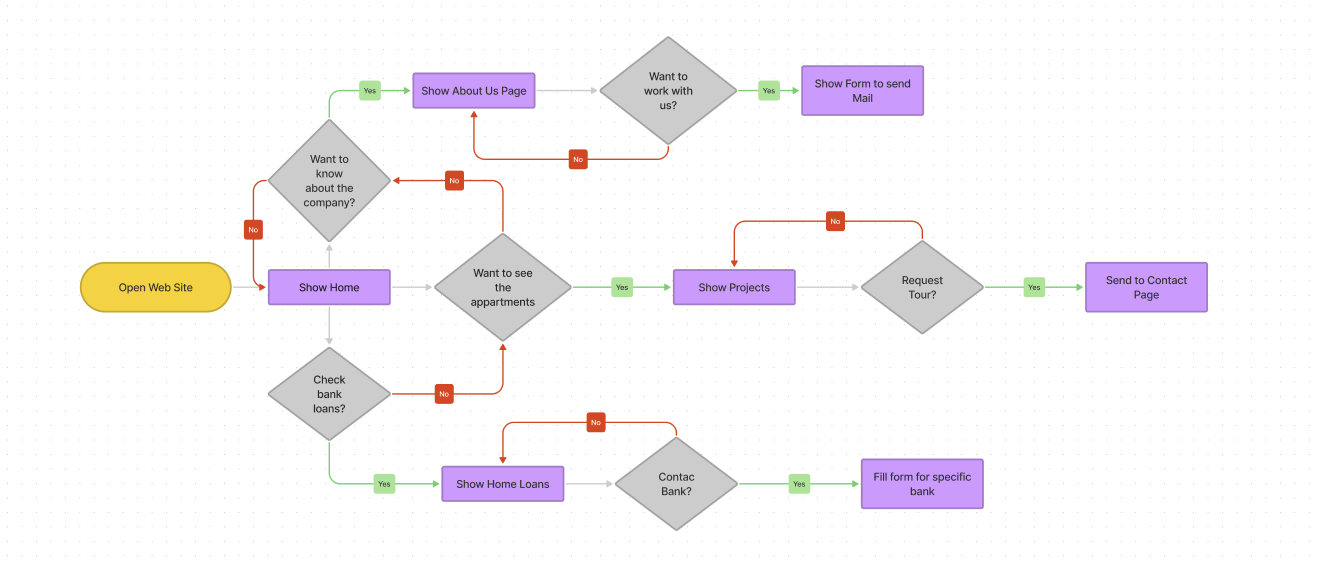 Want to
work with
us?
Yes
Show About Us Page
Yes
Show Form to send
Mail
No
Want to
know
about the
company?
No
No
No
Open Web Site
Show Home
Want to see
the
appartments
Yes
Show Projects
Request
Tour?
Yes
Send to Contact
Page
Check
bank
loans?
No
No
Yes
Show Home Loans
Contac
Bank?
Yes
Fill form for specific
bank